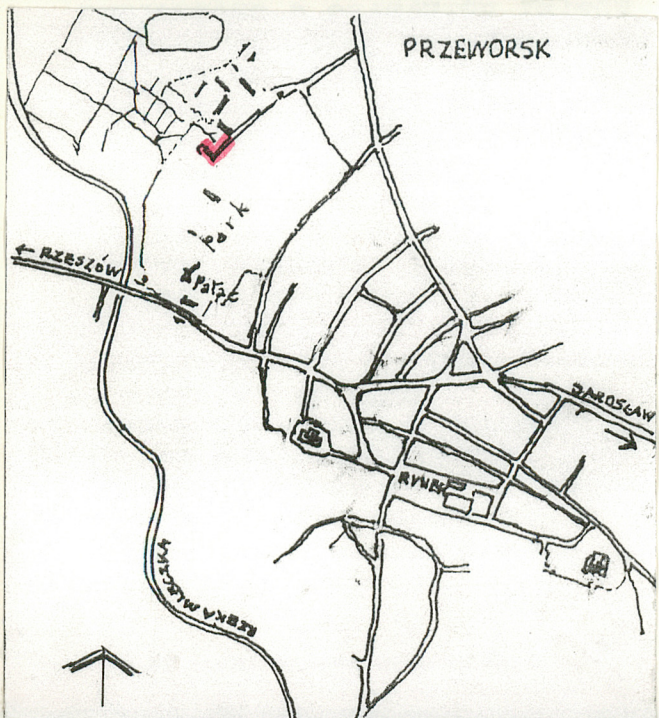 PRZEWORSK
park
← RZESZÓW
Pałac
JAROSŁAW →
RYNEK
RZEKA MLECZKA